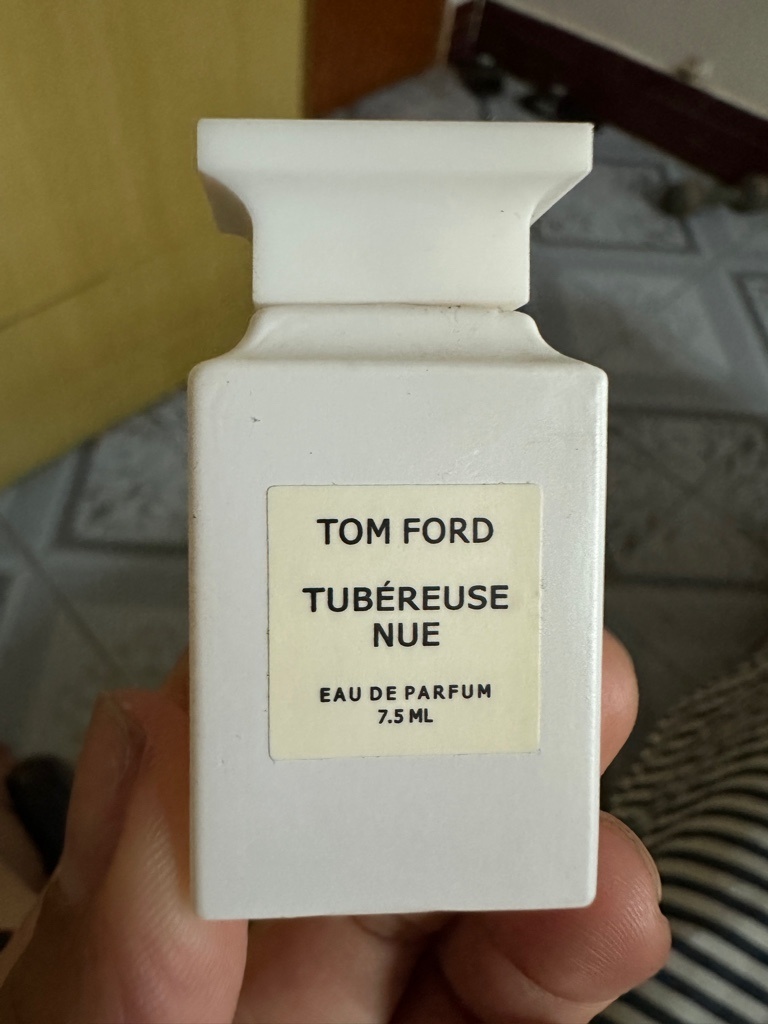 TOM FORD
TUBÉREUSE
NUE
EAU DE PARFUM
7.5 ML